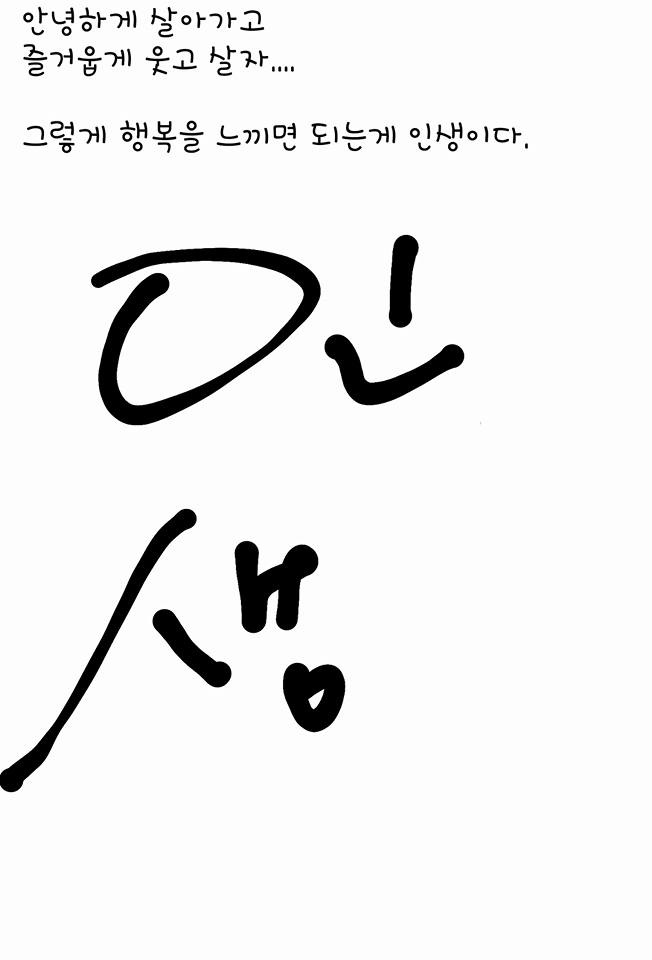 안녕하게 살아가고
즐거웁게 웃고 살자....
그렇게 행복을 느끼면 되는게 인생이다.
인
생